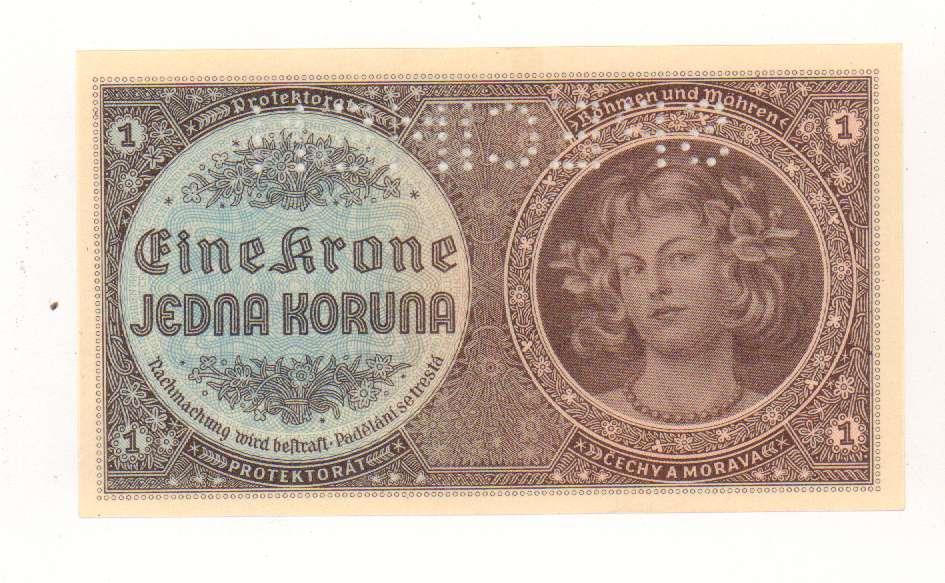 Protektorat
Böhmen und Mähren
1
1
Eine Krone
JEDNA KORUNA
Nachmachung wird bestraft · Padělání se trestá
1
1
PROTEKTORÁT
ČECHY A MORAVA